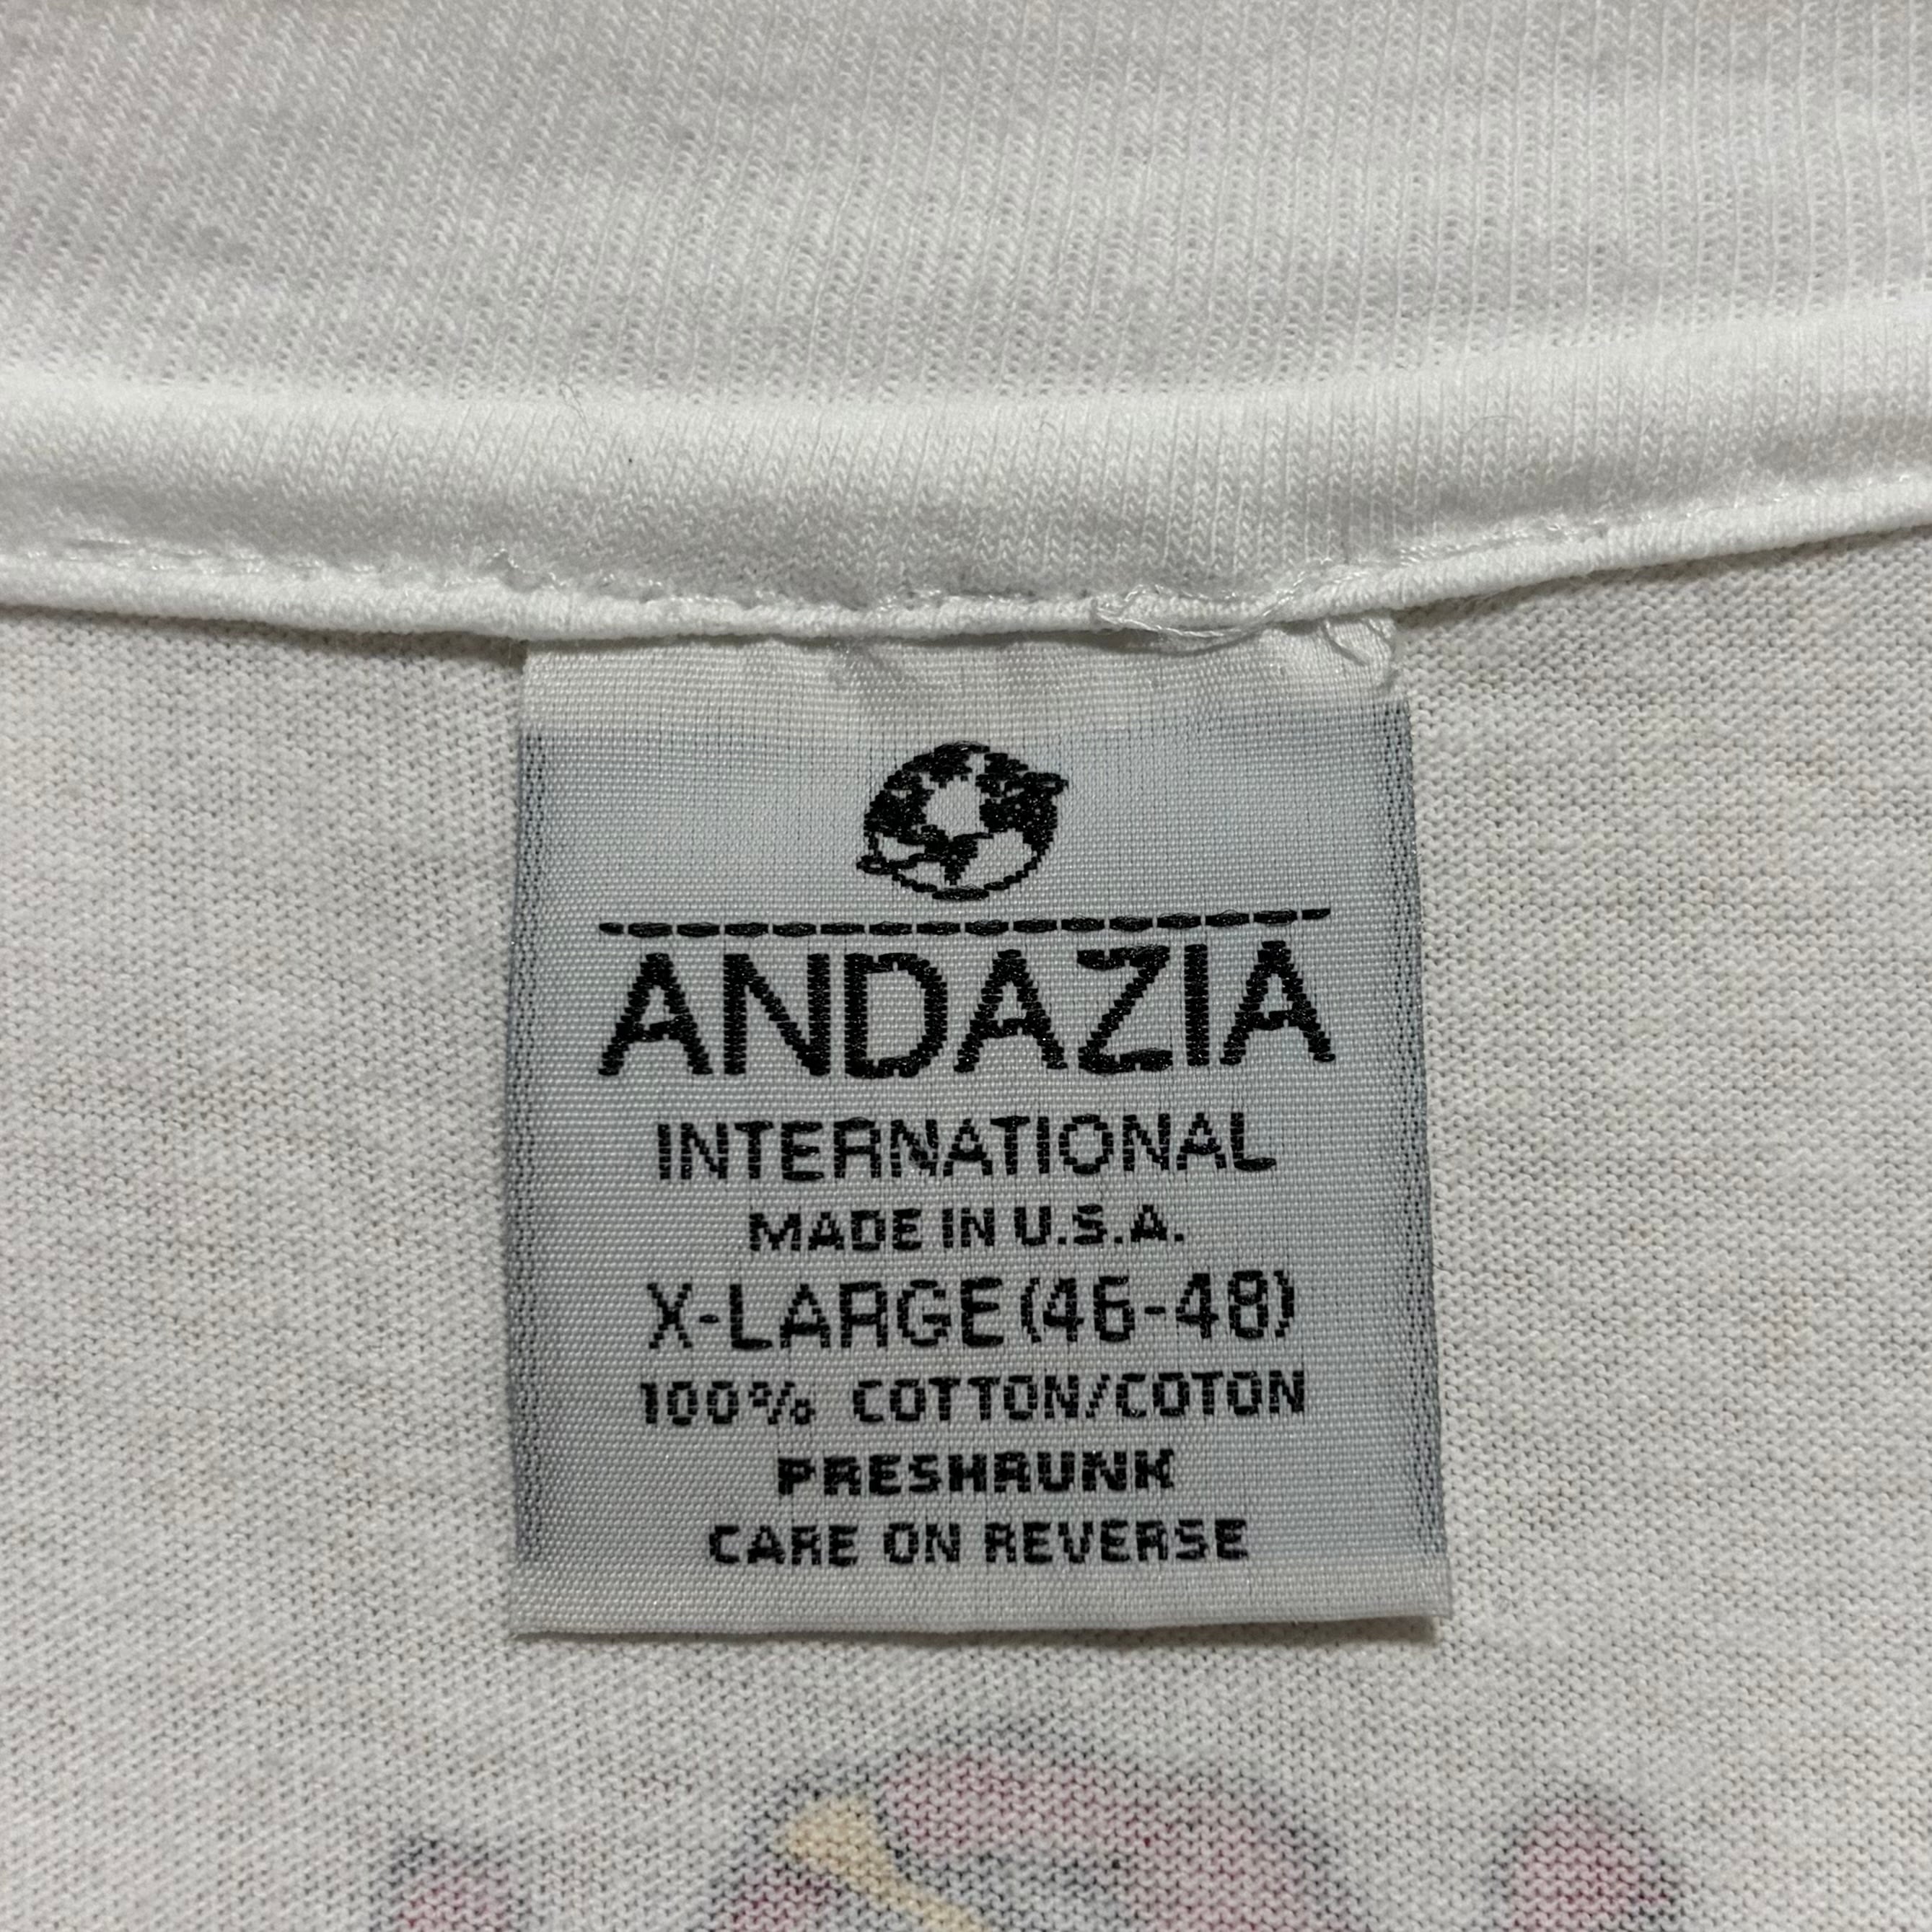 ANDAZIA
INTERNATIONAL
MADE IN U.S.A.
X-LARGE (46-48)
100% COTTON/COTON
PRESHRUNK
CARE ON REVERSE